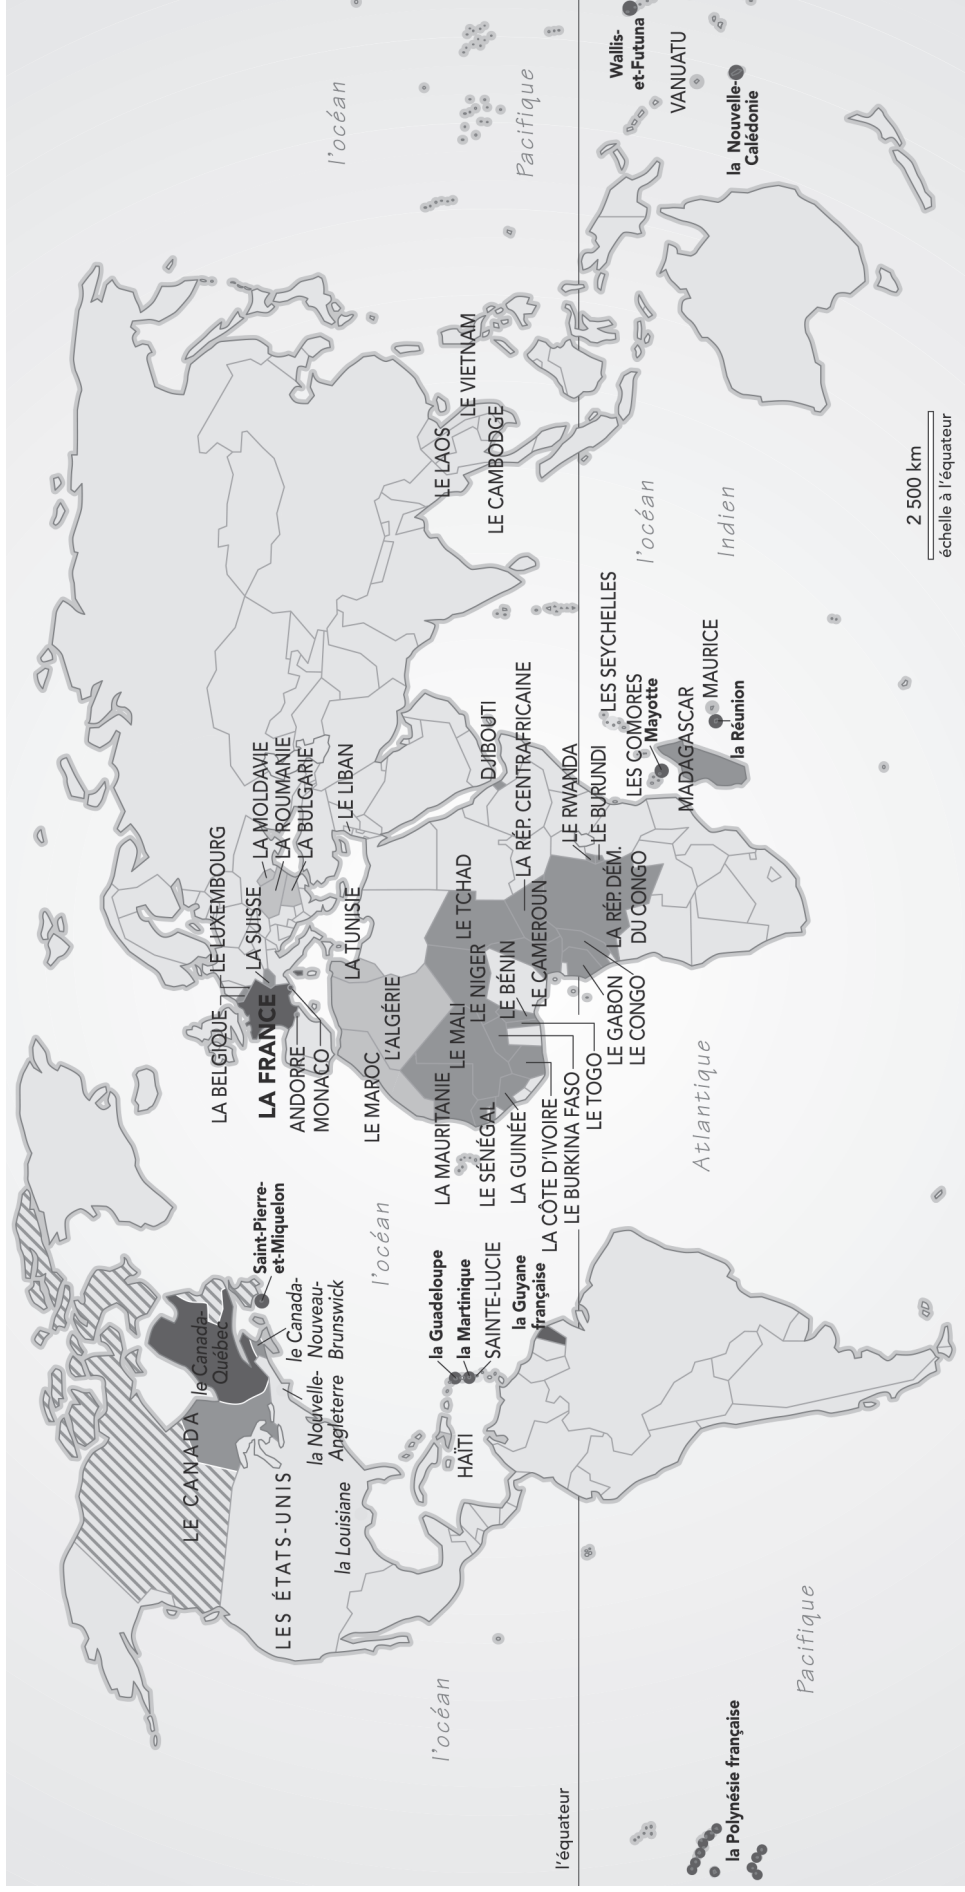 LE CANADA
le Canada-
Québec
Saint-Pierre-
et-Miquelon
le Canada-
Nouveau-
Brunswick
la Nouvelle-
Angleterre
LES ÉTATS-UNIS
la Louisiane
l'océan
Pacifique
l'océan
Atlantique
HAÏTI
la Guadeloupe
la Martinique
SAINTE-LUCIE
la Guyane
française
l'équateur
la Polynésie française
LA BELGIQUE
LE LUXEMBOURG
LA FRANCE
LA SUISSE
ANDORRE
MONACO
LA MOLDAVIE
LA ROUMANIE
LA BULGARIE
LE LIBAN
LA TUNISIE
LE MAROC
L'ALGÉRIE
LA MAURITANIE
LE MALI
LE NIGER
LE TCHAD
LE SÉNÉGAL
LA GUINÉE
LA CÔTE D'IVOIRE
LE BURKINA FASO
LE TOGO
LE BÉNIN
LE CAMEROUN
LA RÉP. CENTRAFRICAINE
DJIBOUTI
LE GABON
LE CONGO
LA RÉP. DÉM.
DU CONGO
LE RWANDA
LE BURUNDI
LES SEYCHELLES
LES COMORES
Mayotte
MADAGASCAR
MAURICE
la Réunion
LE LAOS
LE VIETNAM
LE CAMBODGE
l'océan
Indien
l'océan
Pacifique
Wallis-
et-Futuna
VANUATU
la Nouvelle-
Calédonie
2 500 km
échelle à l'équateur